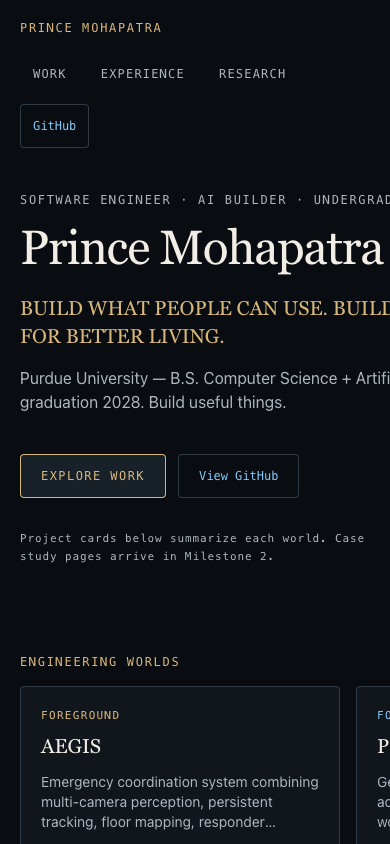 PRINCE MOHAPATRA
WORK EXPERIENCE RESEARCH
GitHub
SOFTWARE ENGINEER · AI BUILDER ·
Prince Mohapatra
BUILD WHAT PEOPLE CAN USE. BUILD
FOR BETTER LIVING.
Purdue University — B.S. Computer Science +
graduation 2028. Build useful things.
EXPLORE WORK View GitHub
Project cards below summarize each world. Case
study pages arrive in Milestone 2.
ENGINEERING WORLDS
FOREGROUND
AEGIS
Emergency coordination system combining
multi-camera perception, persistent
tracking, floor mapping, responder…